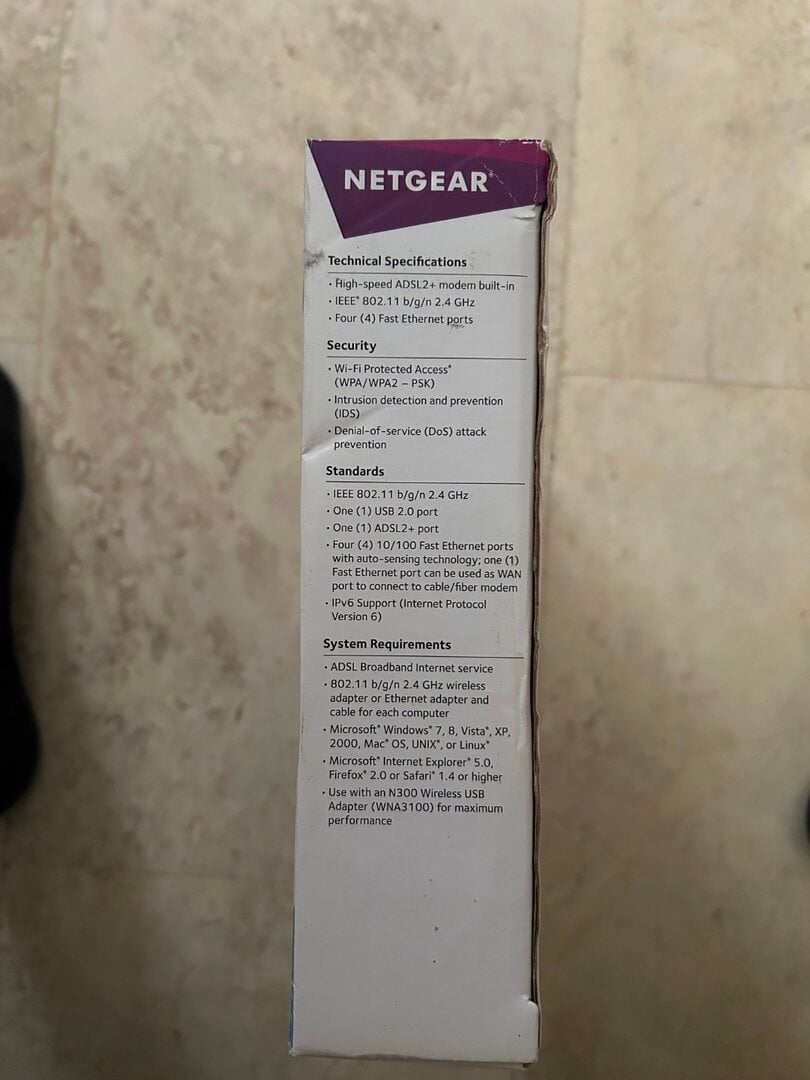 NETGEAR®
Technical Specifications
• High-speed ADSL2+ modem built-in
• IEEE® 802.11 b/g/n 2.4 GHz
• Four (4) Fast Ethernet ports
Security
• Wi-Fi Protected Access®
(WPA/WPA2 – PSK)
• Intrusion detection and prevention
(IDS)
• Denial-of-service (DoS) attack
prevention
Standards
• IEEE 802.11 b/g/n 2.4 GHz
• One (1) USB 2.0 port
• One (1) ADSL2+ port
• Four (4) 10/100 Fast Ethernet ports
with auto-sensing technology; one (1)
Fast Ethernet port can be used as WAN
port to connect to cable/fiber modem
• IPv6 Support (Internet Protocol
Version 6)
System Requirements
• ADSL Broadband Internet service
• 802.11 b/g/n 2.4 GHz wireless
adapter or Ethernet adapter and
cable for each computer
• Microsoft® Windows® 7, 8, Vista®, XP,
2000, Mac® OS, UNIX®, or Linux®
• Microsoft® Internet Explorer® 5.0,
Firefox® 2.0 or Safari® 1.4 or higher
• Use with an N300 Wireless USB
Adapter (WNA3100) for maximum
performance